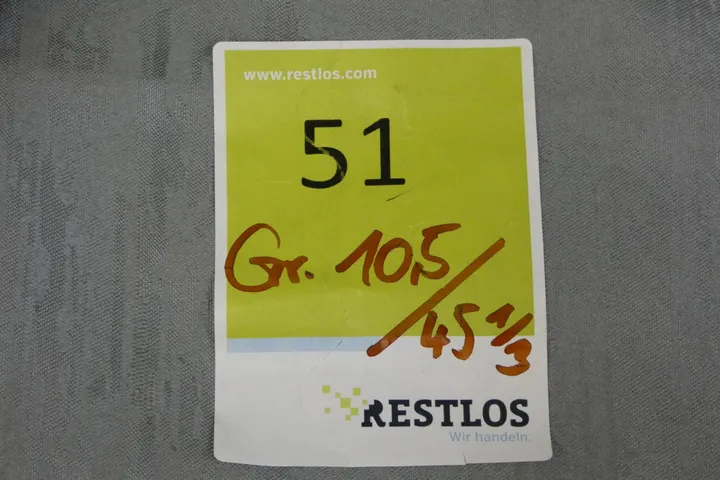 www.restlos.com
51
Gr. 10,5/
45 1/3
RESTLOS
Wir handeln.